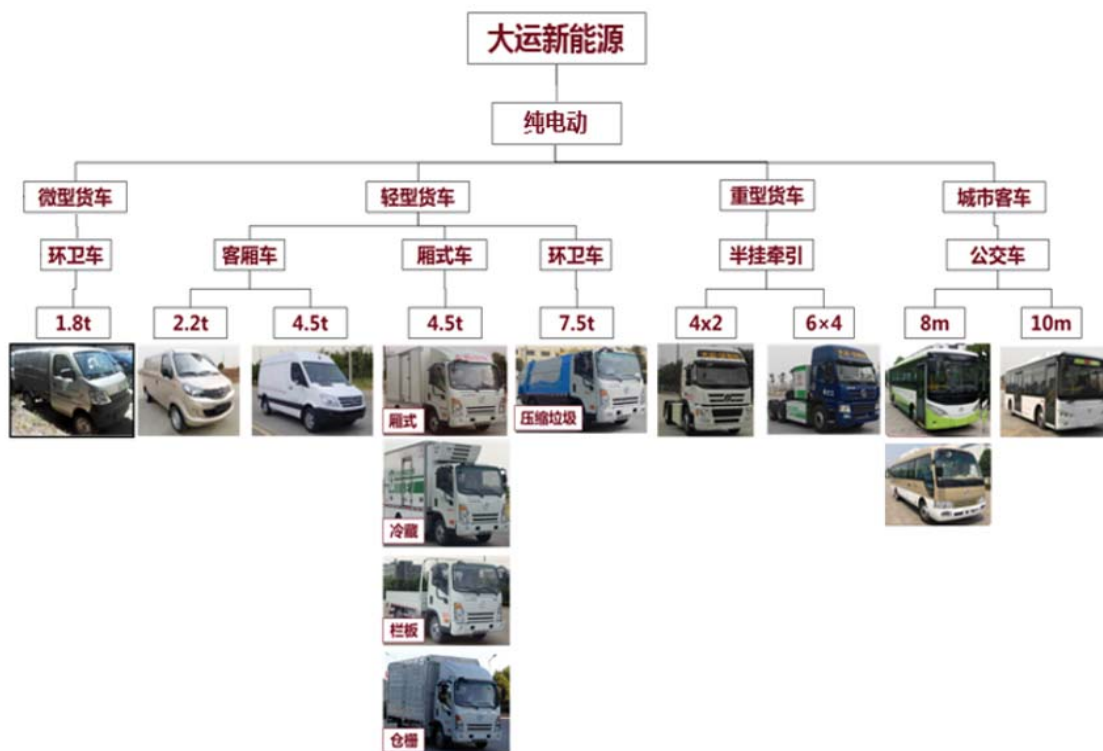 大运新能源
纯电动
微型货车 轻型货车 重型货车 城市客车
环卫车 客厢车 厢式车 环卫车 半挂牵引 公交车
1.8t 2.2t 4.5t 4.5t 7.5t 4x2 6×4 8m 10m
厢式 压缩垃圾
冷藏
栏板
仓栅